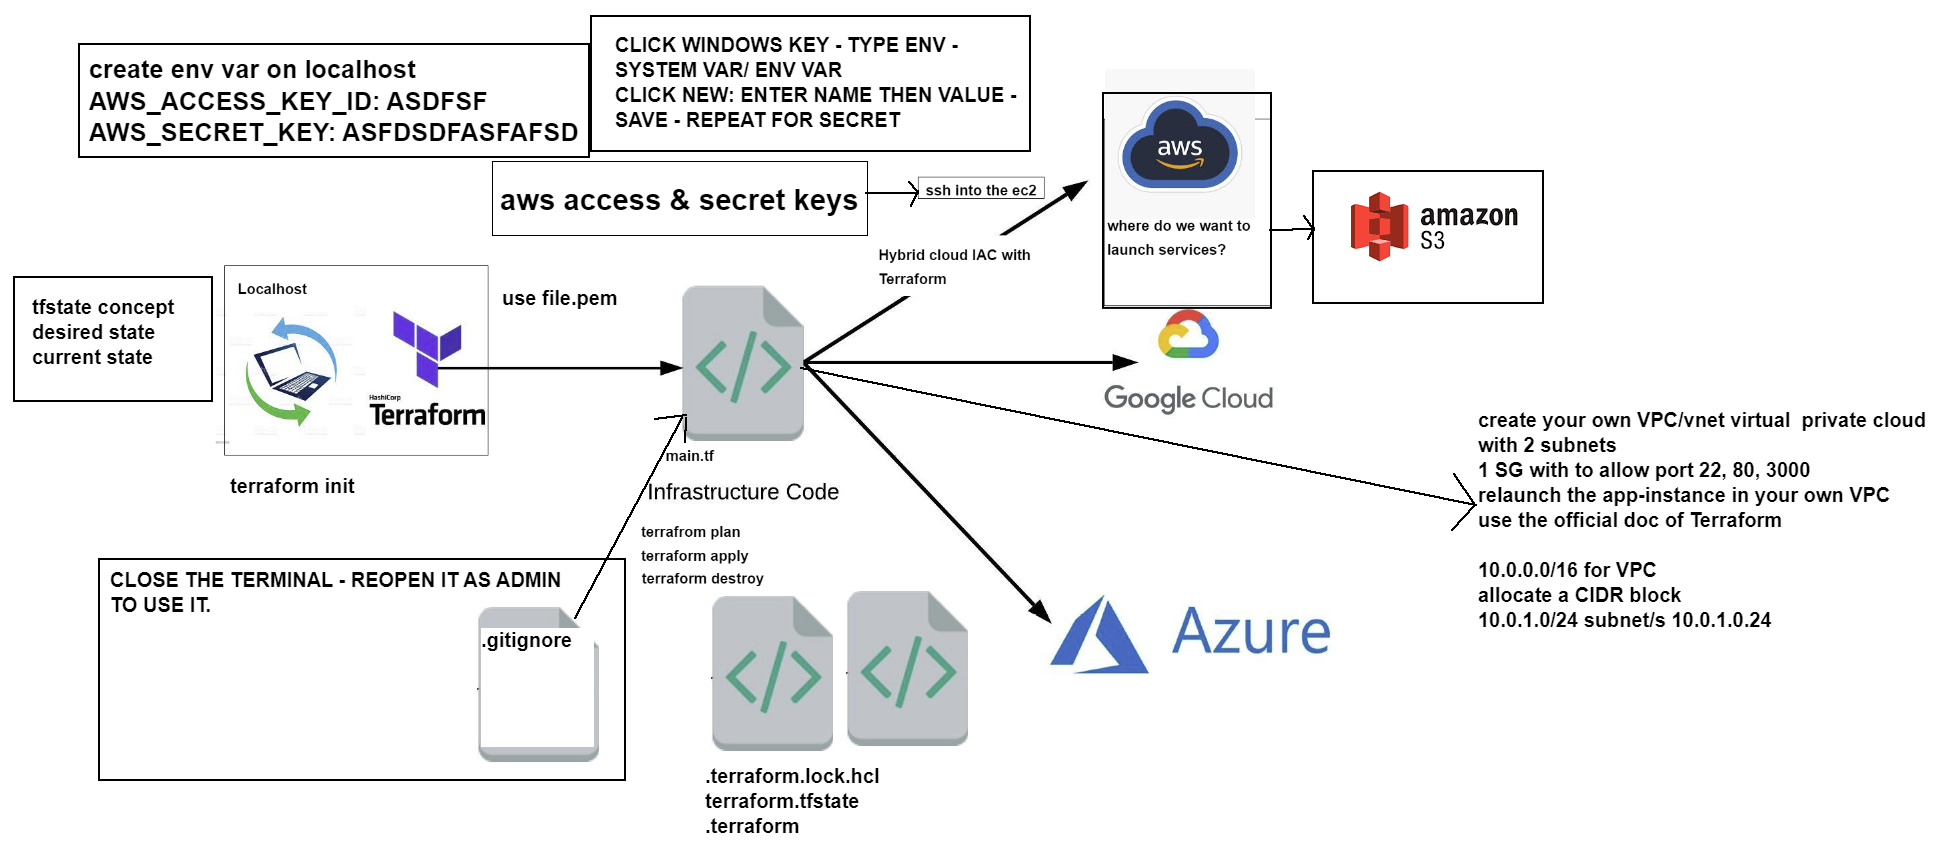 create env var on localhost
AWS_ACCESS_KEY_ID: ASDFSF
AWS_SECRET_KEY: ASFDSDFASFAFSD
CLICK WINDOWS KEY - TYPE ENV -
SYSTEM VAR/ ENV VAR
CLICK NEW: ENTER NAME THEN VALUE -
SAVE - REPEAT FOR SECRET
aws access & secret keys
ssh into the ec2
aws
where do we want to
launch services?
amazon
S3
Hybrid cloud IAC with
Terraform
tfstate concept
desired state
current state
Localhost
HashiCorp
Terraform
use file.pem
terraform init
main.tf
Infrastructure Code
terrafrom plan
terraform apply
terraform destroy
Google Cloud
create your own VPC/vnet virtual  private cloud
with 2 subnets
1 SG with to allow port 22, 80, 3000
relaunch the app-instance in your own VPC
use the official doc of Terraform
10.0.0.0/16 for VPC
allocate a CIDR block
10.0.1.0/24 subnet/s 10.0.1.0.24
CLOSE THE TERMINAL - REOPEN IT AS ADMIN
TO USE IT.
.gitignore
Azure
.terraform.lock.hcl
terraform.tfstate
.terraform